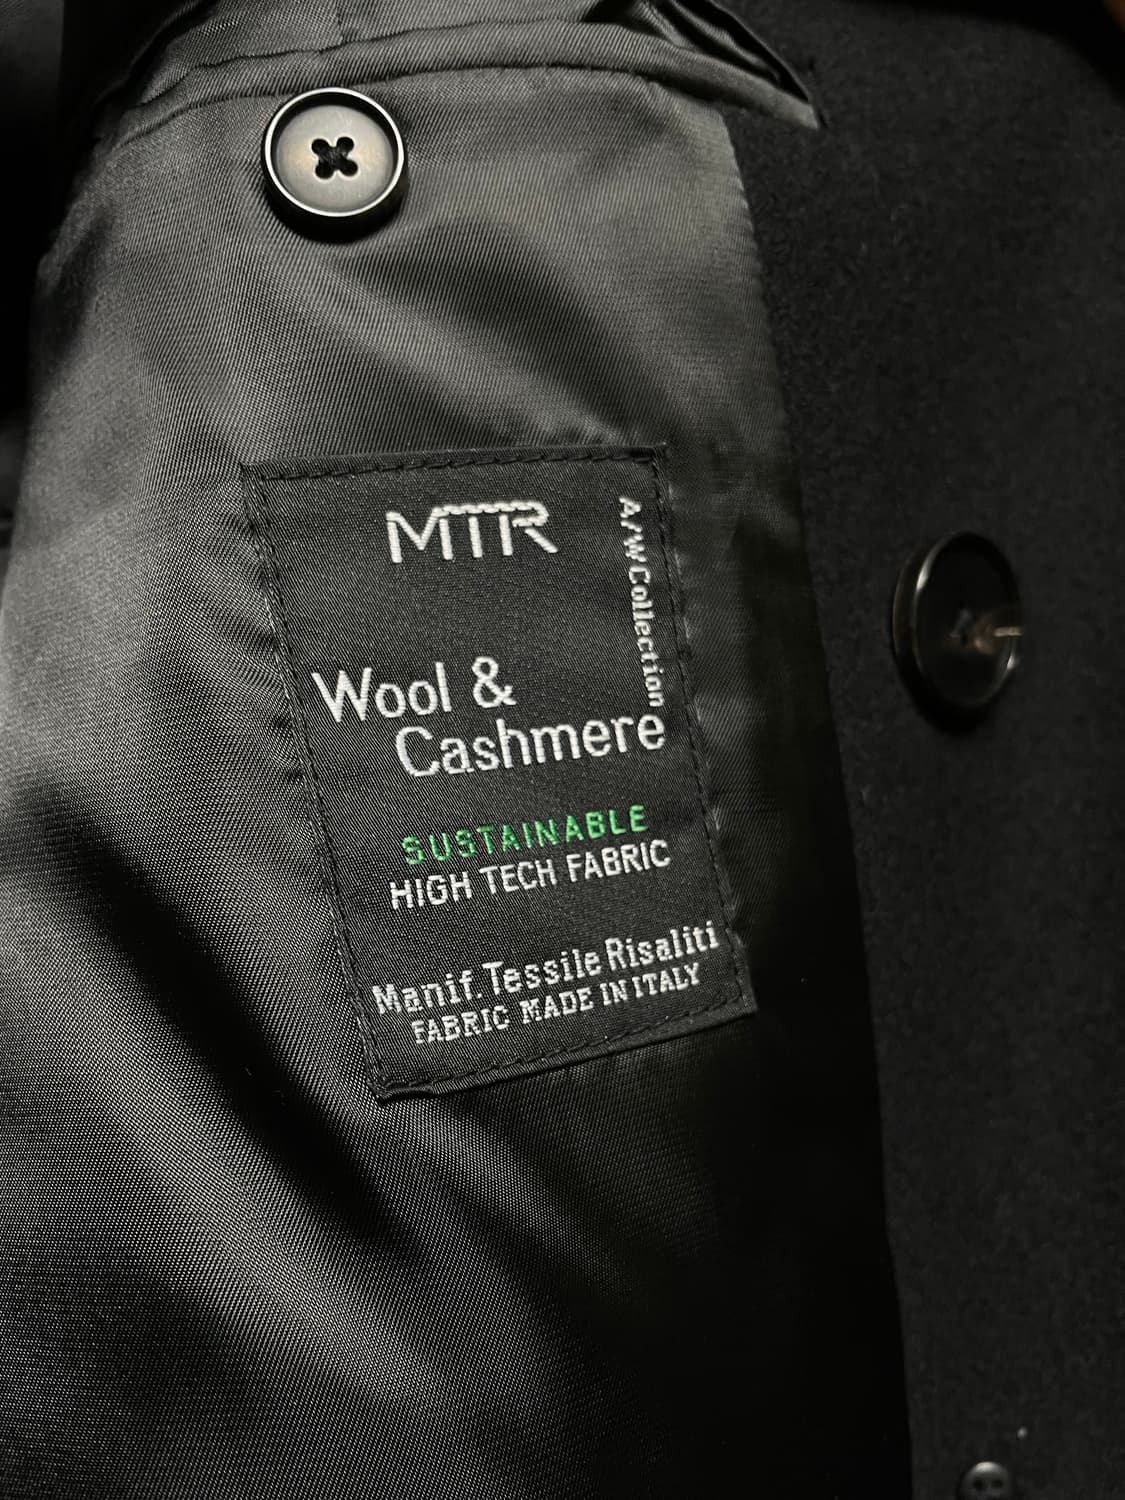 MTR
A/W Collection
Wool &
Cashmere
SUSTAINABLE
HIGH TECH FABRIC
Manif. Tessile Risaliti
FABRIC MADE IN ITALY